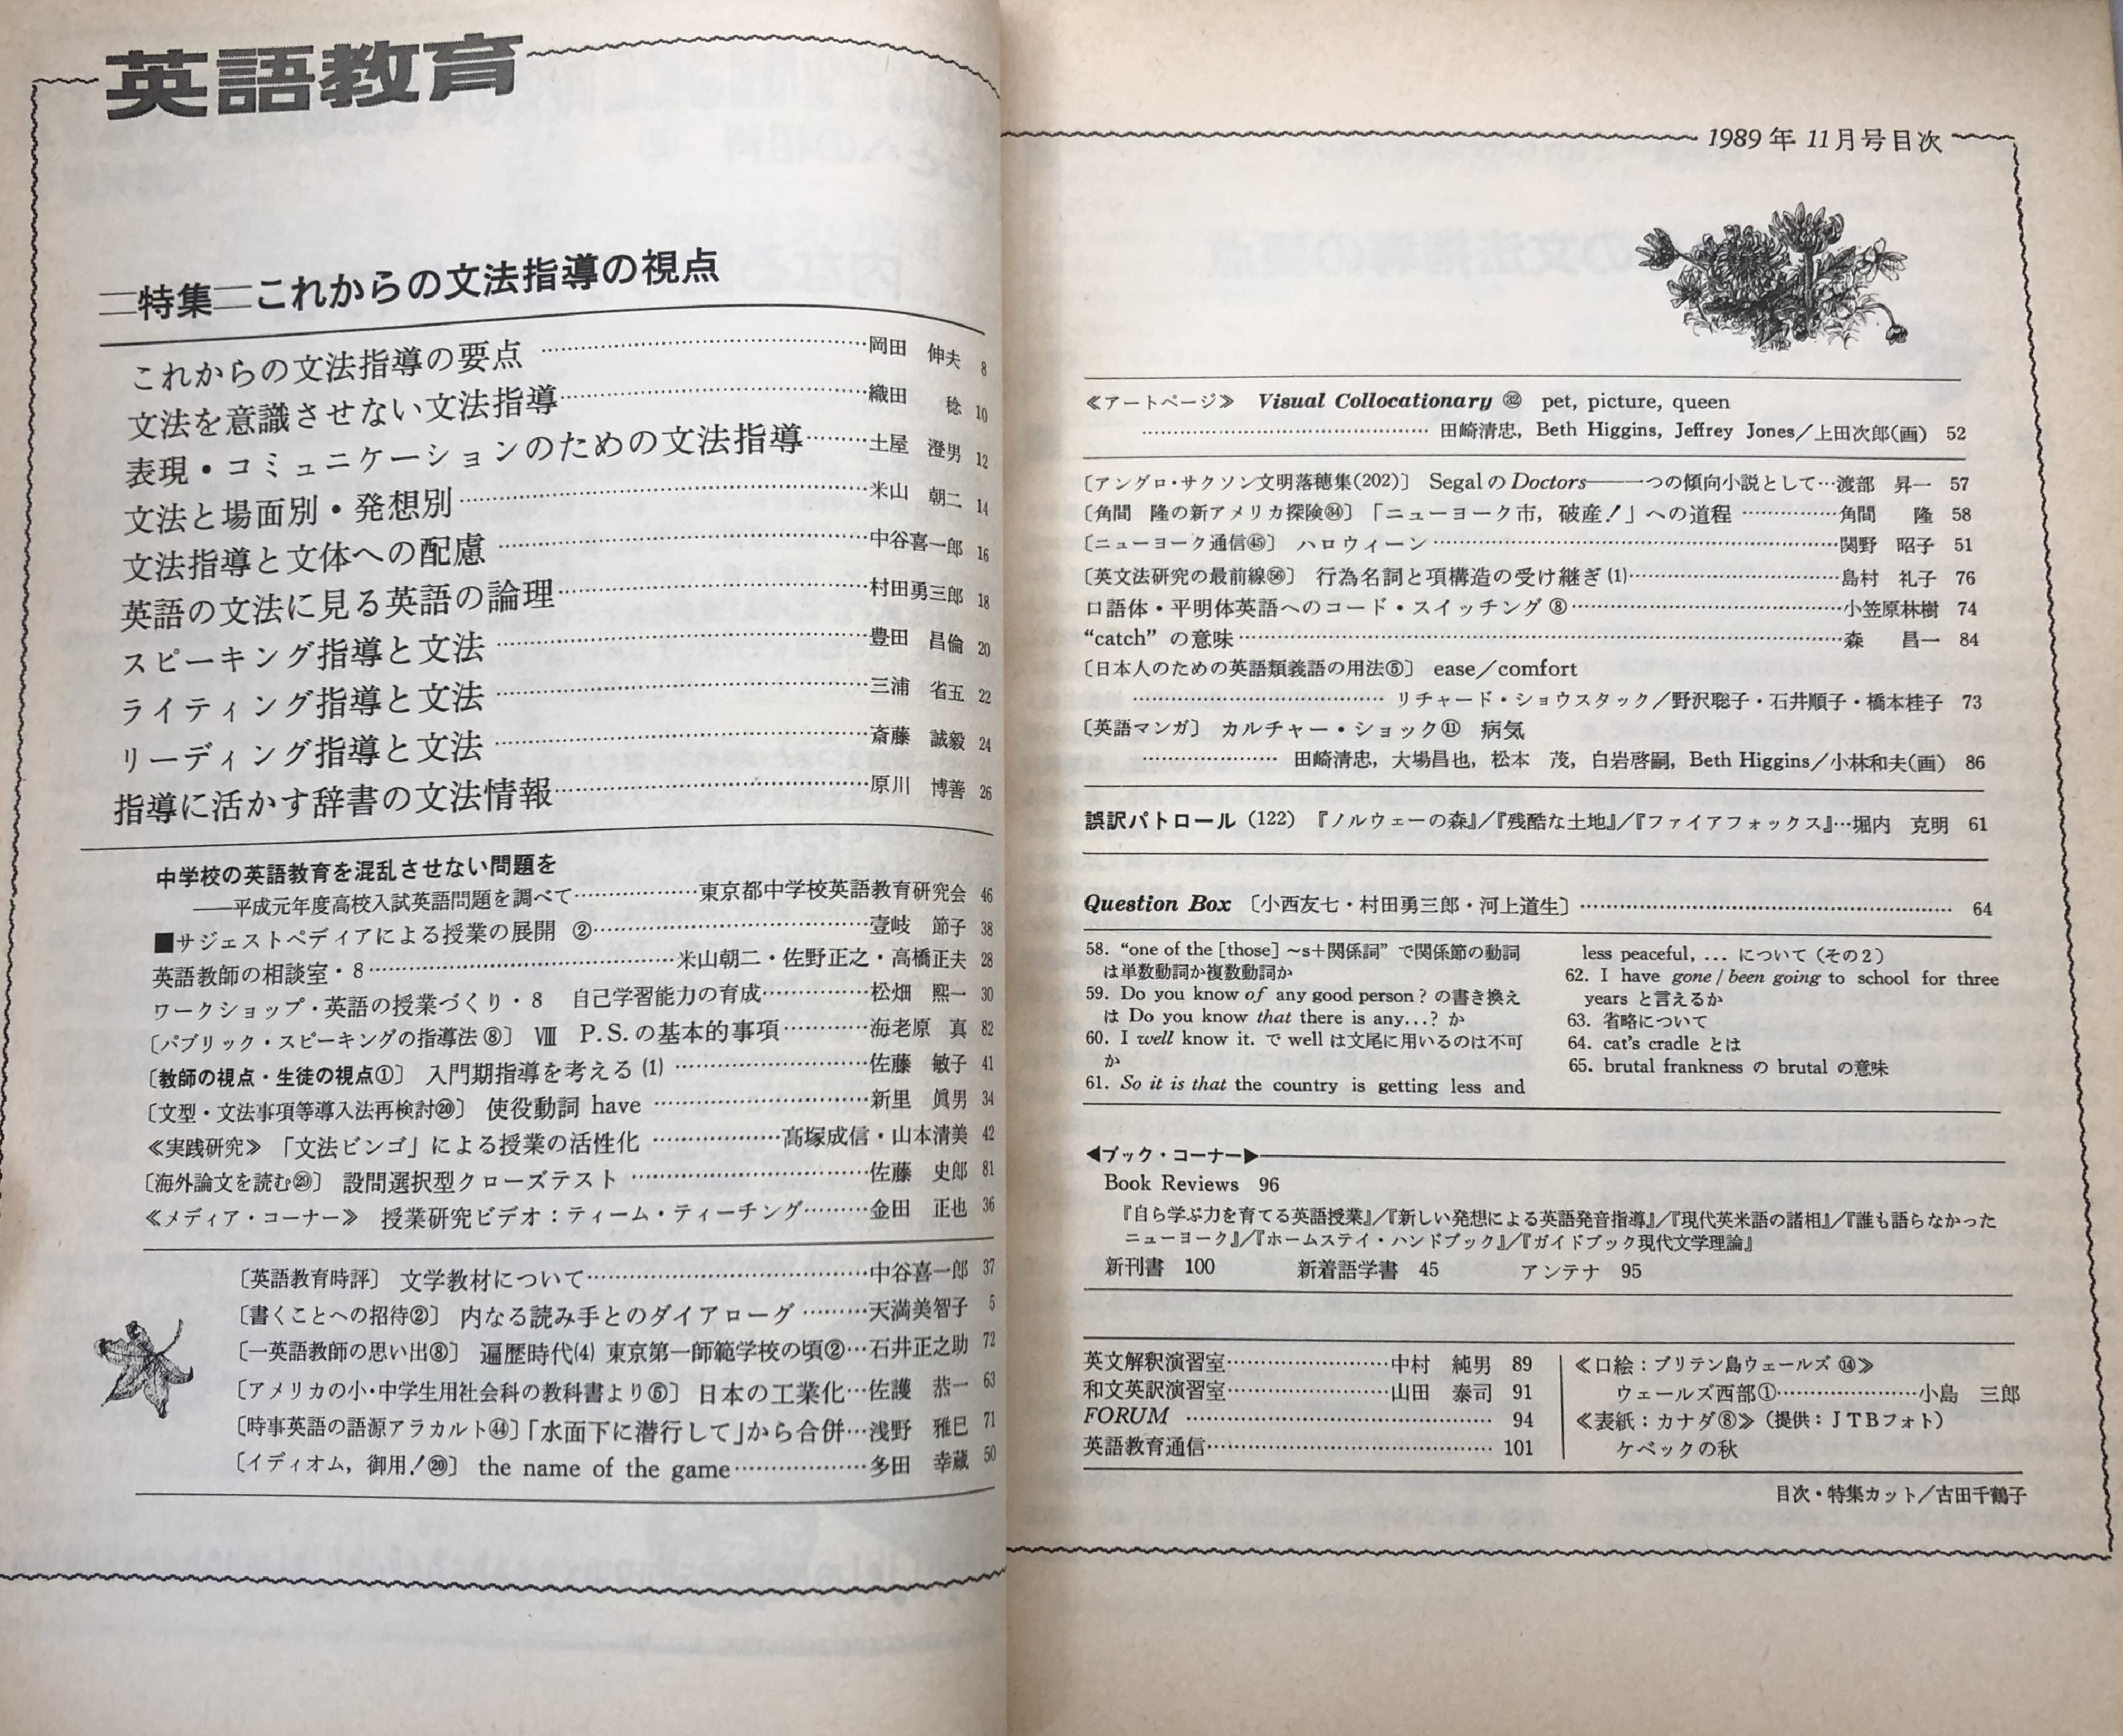 英語教育
特集 これからの文法指導の視点
これからの文法指導の要点 ……岡田 伸夫 8
文法を意識させない文法指導……織田 稔 10
表現・コミュニケーションのための文法指導……土屋 澄男 12
文法と場面別・発想別……米山 朝二 14
文法指導と文体への配慮……中谷喜一郎 16
英語の文法に見る英語の論理……村田勇三郎 18
スピーキング指導と文法……豊田 昌倫 20
ライティング指導と文法……三浦 省五 22
リーディング指導と文法……斎藤 誠毅 24
指導に活かす辞書の文法情報……原川 博善 26
中学校の英語教育を混乱させない問題を
――平成元年度高校入試英語問題を調べて……東京都中学校英語教育研究会 46
■サジェストペディアによる授業の展開 ②……壹岐 節子 38
英語教師の相談室・8……米山朝二・佐野正之・高橋正夫 28
ワークショップ・英語の授業づくり・8 自己学習能力の育成……松畑 熙一 30
〔パブリック・スピーキングの指導法⑧〕 Ⅷ P.S.の基本的事項……海老原 真 82
〔教師の視点・生徒の視点①〕 入門期指導を考える(1)……佐藤 敏子 41
〔文型・文法事項等導入法再検討⑳〕 使役動詞 have……新里 眞男 34
≪実践研究≫ 「文法ビンゴ」による授業の活性化……高塚成信・山本清美 42
〔海外論文を読む㉙〕 設問選択型クローズテスト……佐藤 史郎 81
≪メディア・コーナー≫ 授業研究ビデオ：ティーム・ティーチング……金田 正也 36
〔英語教育時評〕 文学教材について……中谷喜一郎 37
〔書くことへの招待②〕 内なる読み手とのダイアローグ……天満美智子 5
〔一英語教師の思い出⑧〕 遍歴時代(4) 東京第一師範学校の頃②…石井正之助 72
〔アメリカの小・中学生用社会科の教科書より⑤〕 日本の工業化…佐護 恭一 63
〔時事英語の語源アラカルト㊹〕「水面下に潜行して」から合併…浅野 雅巳 71
〔イディオム，御用！⑳〕 the name of the game……多田 幸蔵 50
1989年 11月号目次
≪アートページ≫ Visual Collocationary ㉜ pet, picture, queen
……田崎清忠，Beth Higgins，Jeffrey Jones／上田次郎(画) 52
〔アングロ・サクソン文明落穂集(202)〕 SegalのDoctors――一つの傾向小説として…渡部 昇一 57
〔角間 隆の新アメリカ探険㉞〕「ニューヨーク市，破産！」への道程……角間 隆 58
〔ニューヨーク通信㊺〕 ハロウィーン……関野 昭子 51
〔英文法研究の最前線㊶〕 行為名詞と項構造の受け継ぎ(1)……島村 礼子 76
口語体・平明体英語へのコード・スイッチング⑧……小笠原林樹 74
“catch” の意味……森 昌一 84
〔日本人のための英語類義語の用法⑤〕 ease／comfort
……リチャード・ショウスタック／野沢聡子・石井順子・橋本桂子 73
〔英語マンガ〕 カルチャー・ショック⑪ 病気
……田崎清忠，大場昌也，松本 茂，白岩啓嗣，Beth Higgins／小林和夫(画) 86
誤訳パトロール (122) 『ノルウェーの森』／『残酷な土地』／『ファイアフォックス』…堀内 克明 61
Question Box 〔小西友七・村田勇三郎・河上道生〕……64
58. “one of the [those] ~s＋関係詞” で関係節の動詞
は単数動詞か複数動詞か
59. Do you know of any good person? の書き換え
は Do you know that there is any...? か
60. I well know it. で well は文尾に用いるのは不可
か
61. So it is that the country is getting less and
less peaceful, ... について（その2）
62. I have gone / been going to school for three
years と言えるか
63. 省略について
64. cat's cradle とは
65. brutal frankness の brutal の意味
◀ブック・コーナー▶
Book Reviews 96
『自ら学ぶ力を育てる英語授業』／『新しい発想による英語発音指導』／『現代英米語の諸相』／『誰も語らなかった
ニューヨーク』／『ホームステイ・ハンドブック』／『ガイドブック現代文学理論』
新刊書 100 新着語学書 45 アンテナ 95
英文解釈演習室……中村 純男 89
和文英訳演習室……山田 泰司 91
FORUM ……94
英語教育通信……101
≪口絵：ブリテン島ウェールズ ⑭≫
ウェールズ西部①……小島 三郎
≪表紙：カナダ⑧≫（提供：JTBフォト）
ケベックの秋
目次・特集カット／古田千鶴子